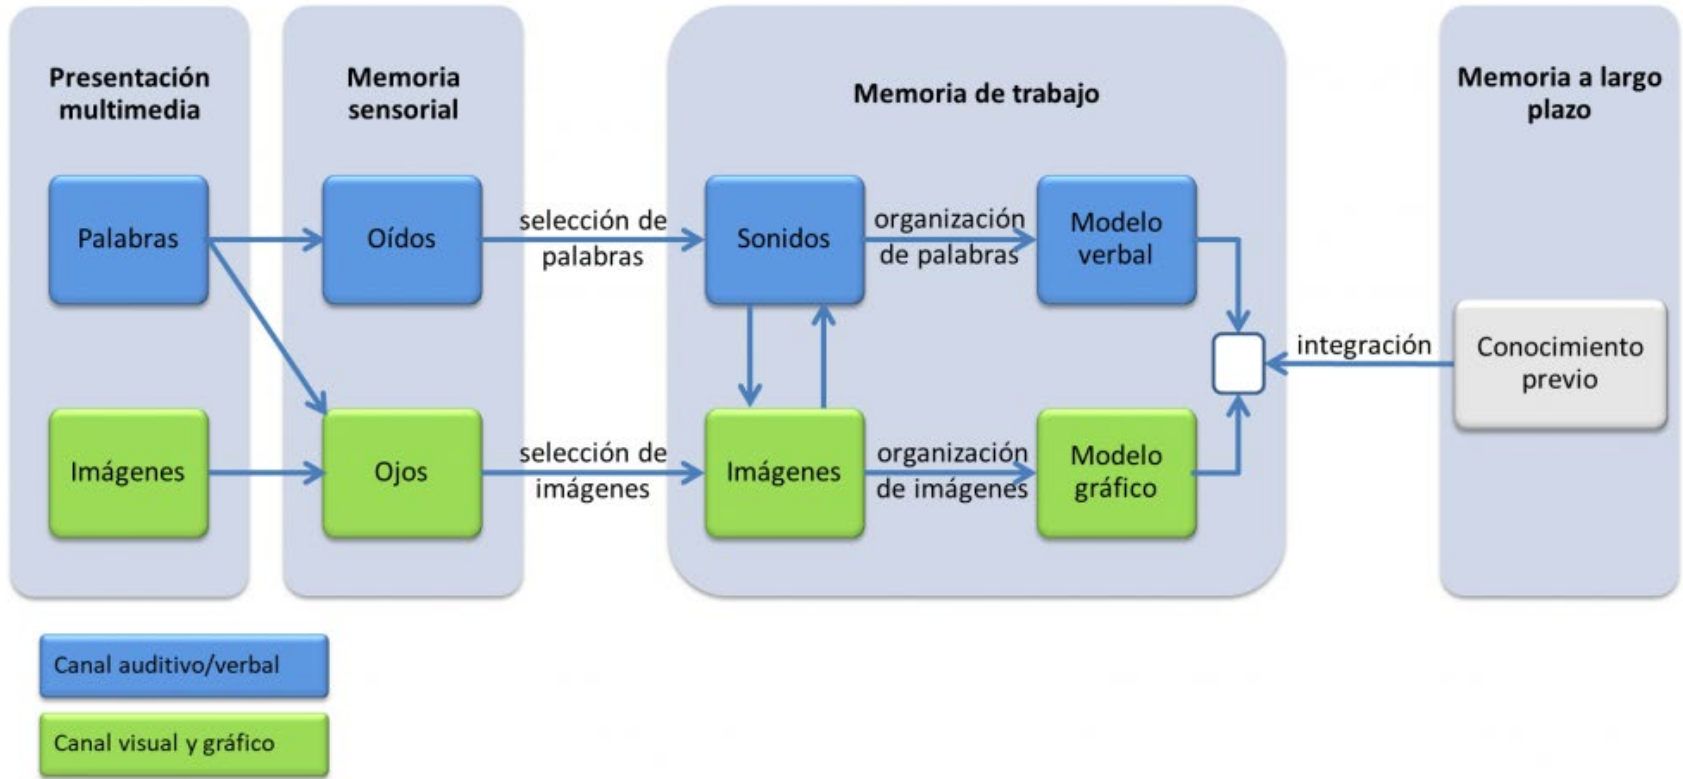 Presentación
multimedia
Memoria
sensorial
Memoria de trabajo
Memoria a largo
plazo
Palabras
Oídos
selección de
palabras
Sonidos
organización
de palabras
Modelo
verbal
integración
Conocimiento
previo
Imágenes
Ojos
selección de
imágenes
Imágenes
organización
de imágenes
Modelo
gráfico
Canal auditivo/verbal
Canal visual y gráfico